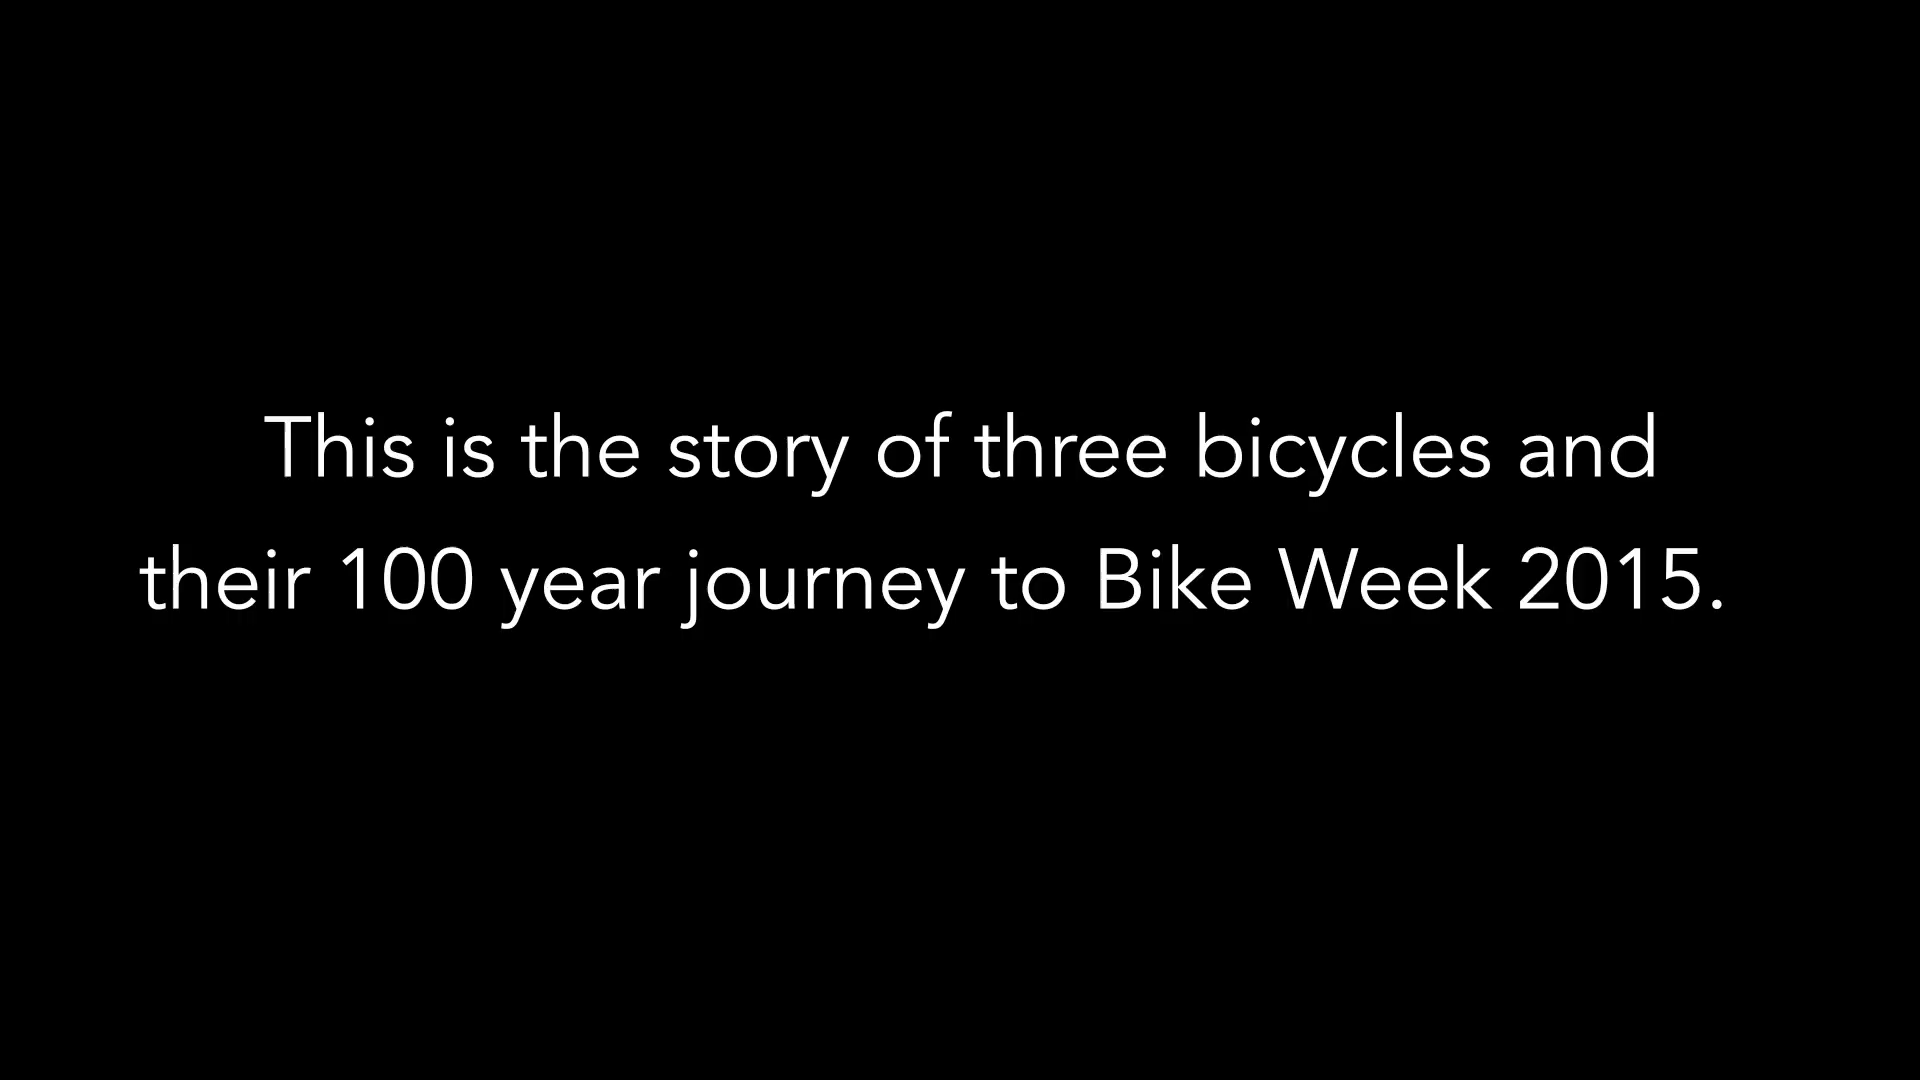 This is the story of three bicycles and
their 100 year journey to Bike Week 2015.